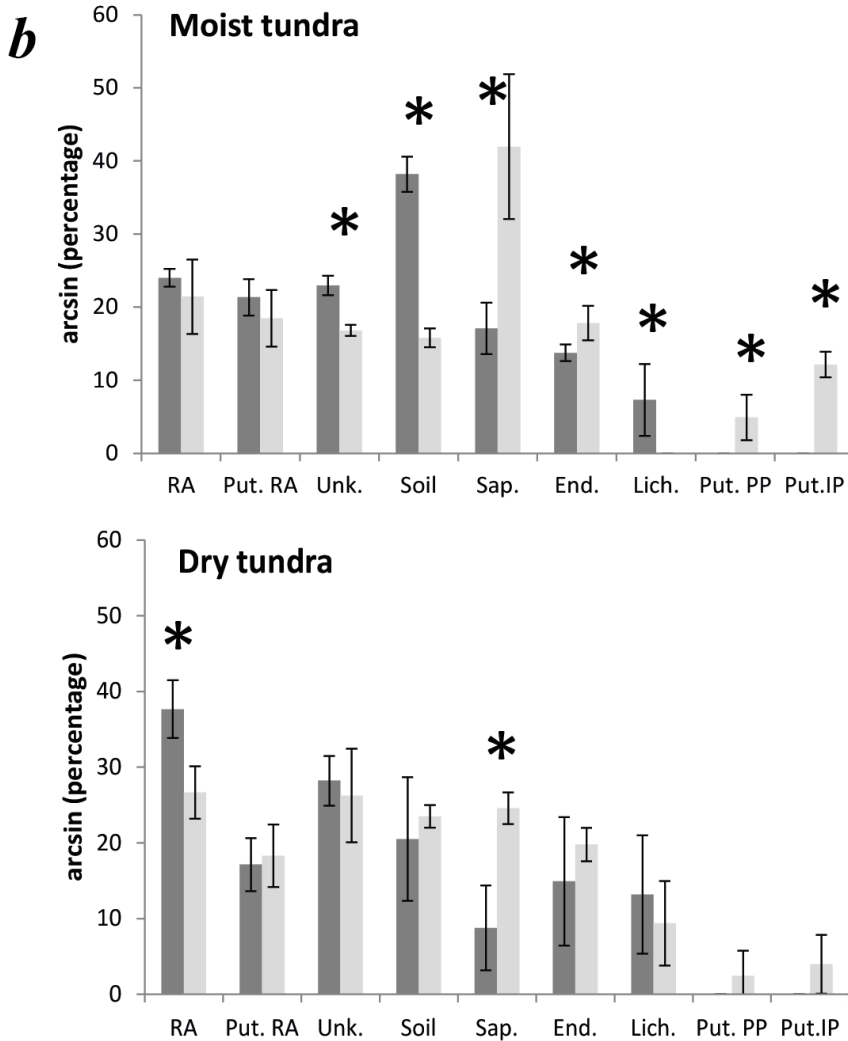 b
Moist tundra
60
50
40
30
20
10
0
arcsin (percentage)
* * * * * * *
RA Put. RA Unk. Soil Sap. End. Lich. Put. PP Put.IP
Dry tundra
60
50
40
30
20
10
0
arcsin (percentage)
* *
RA Put. RA Unk. Soil Sap. End. Lich. Put. PP Put.IP